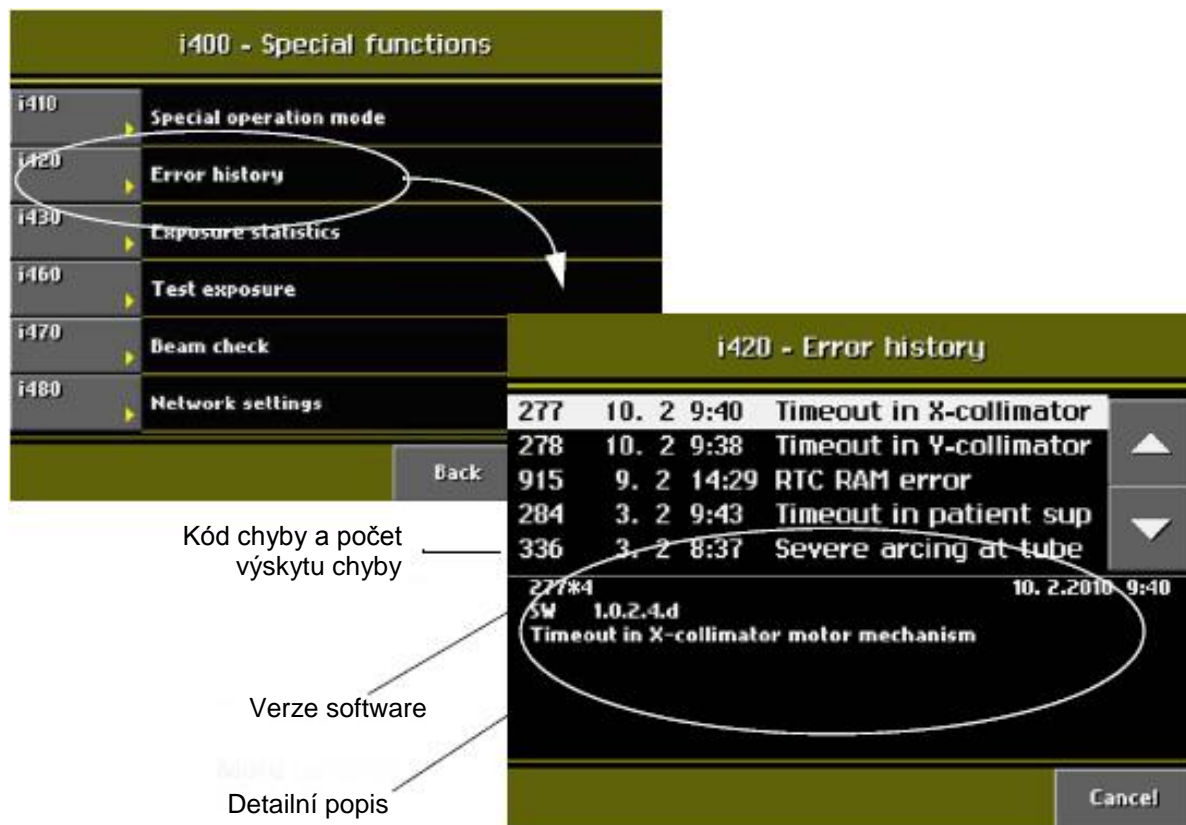 i400 - Special functions
i410 Special operation mode
i420 Error history
i430 Exposure statistics
i460 Test exposure
i470 Beam check
i480 Network settings
Back
i420 - Error history
277 10. 2 9:40 Timeout in X-collimator
278 10. 2 9:38 Timeout in Y-collimator
915 9. 2 14:29 RTC RAM error
284 3. 2 9:43 Timeout in patient sup
336 3. 2 8:37 Severe arcing at tube
277*4 10. 2.2010 9:40
SW 1.0.2.4.d
Timeout in X-collimator motor mechanism
Cancel
Kód chyby a počet
výskytu chyby
Verze software
Detailní popis